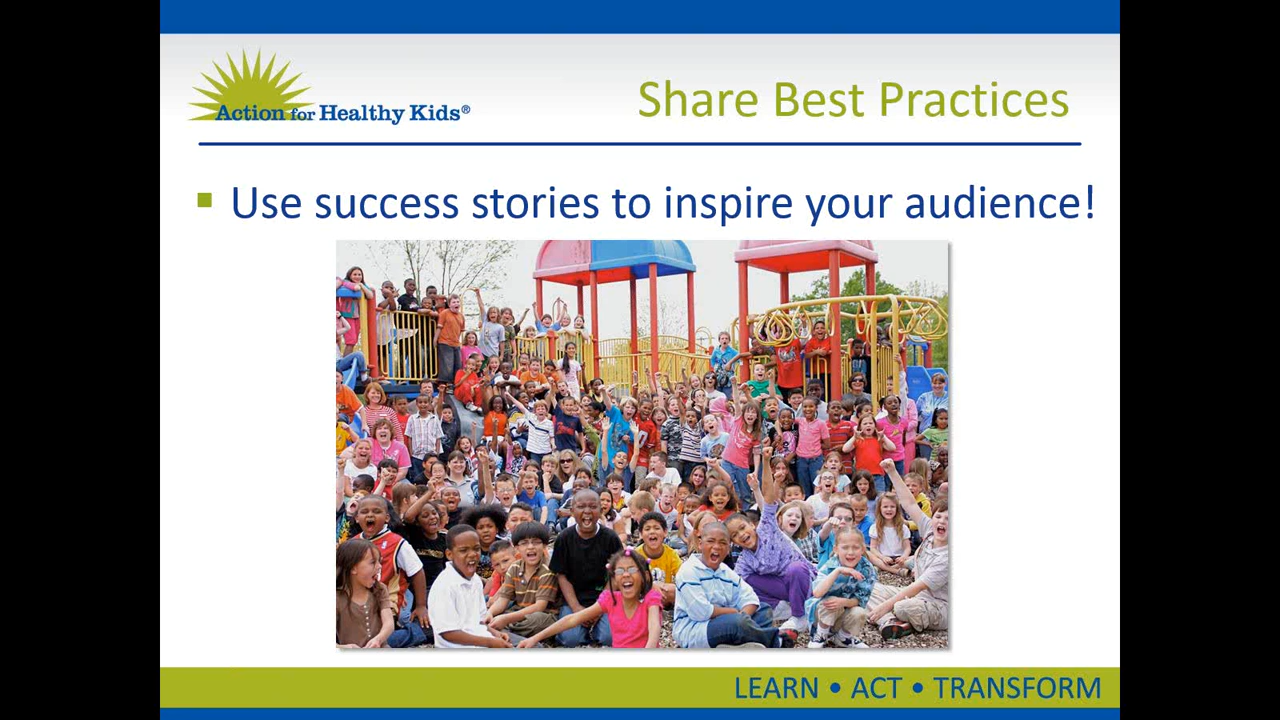 Action for Healthy Kids®
Share Best Practices
Use success stories to inspire your audience!
LEARN • ACT • TRANSFORM